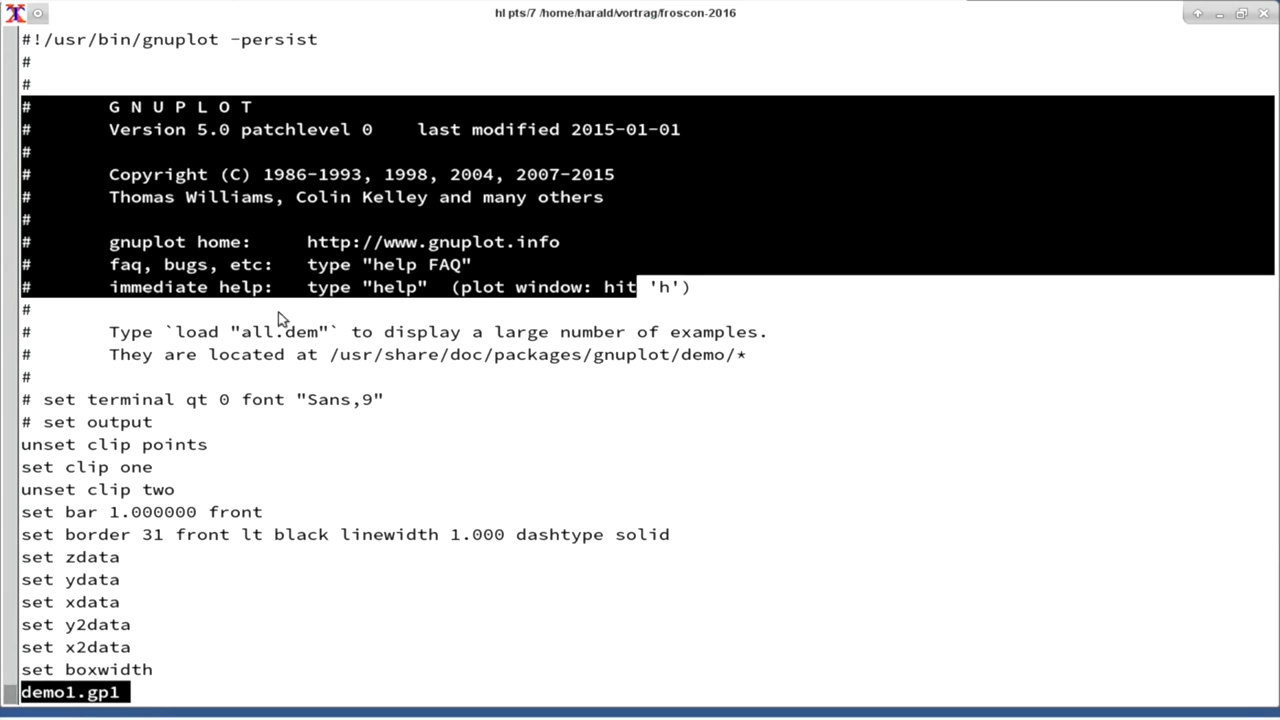 hl pts/7 /home/harald/vortrag/froscon-2016
#!/usr/bin/gnuplot -persist
#
#
#       G N U P L O T
#       Version 5.0 patchlevel 0    last modified 2015-01-01
#
#       Copyright (C) 1986-1993, 1998, 2004, 2007-2015
#       Thomas Williams, Colin Kelley and many others
#
#       gnuplot home:     http://www.gnuplot.info
#       faq, bugs, etc:   type "help FAQ"
#       immediate help:   type "help"  (plot window: hit 'h')
#
#       Type `load "all.dem"` to display a large number of examples.
#       They are located at /usr/share/doc/packages/gnuplot/demo/*
#
# set terminal qt 0 font "Sans,9"
# set output
unset clip points
set clip one
unset clip two
set bar 1.000000 front
set border 31 front lt black linewidth 1.000 dashtype solid
set zdata
set ydata
set xdata
set y2data
set x2data
set boxwidth
demo1.gp1